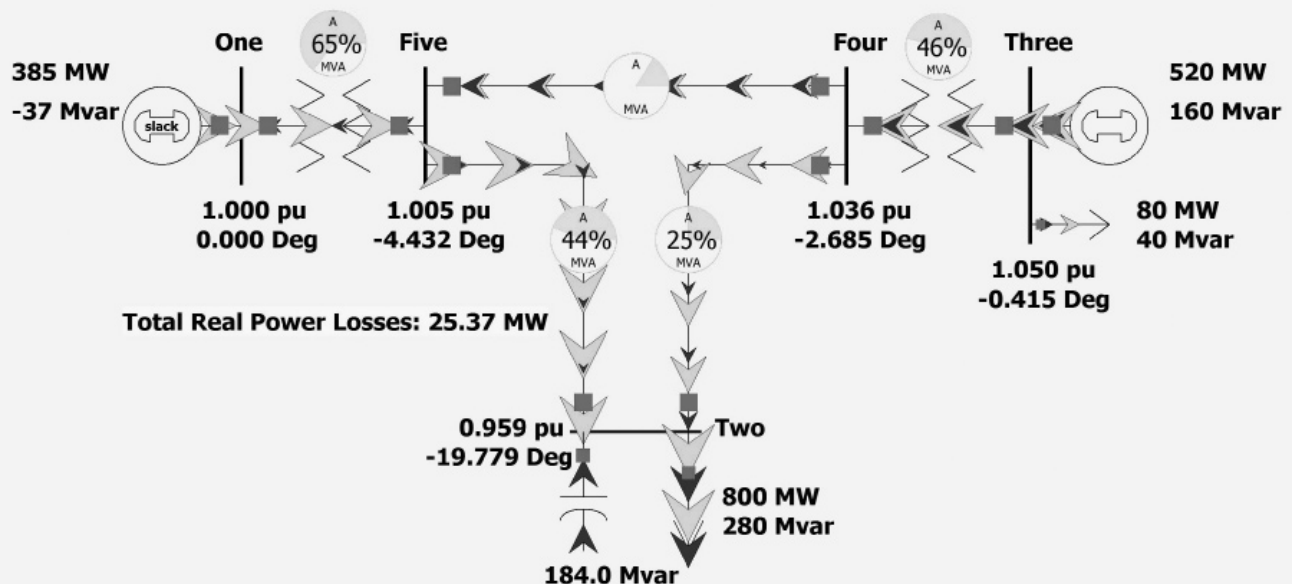 One
A
65%
MVA
Five
A
MVA
Four
A
46%
MVA
Three
385 MW
-37 Mvar
slack
520 MW
160 Mvar
1.000 pu
0.000 Deg
1.005 pu
-4.432 Deg
A
44%
MVA
A
25%
MVA
1.036 pu
-2.685 Deg
80 MW
40 Mvar
1.050 pu
-0.415 Deg
Total Real Power Losses: 25.37 MW
0.959 pu
-19.779 Deg
Two
800 MW
280 Mvar
184.0 Mvar